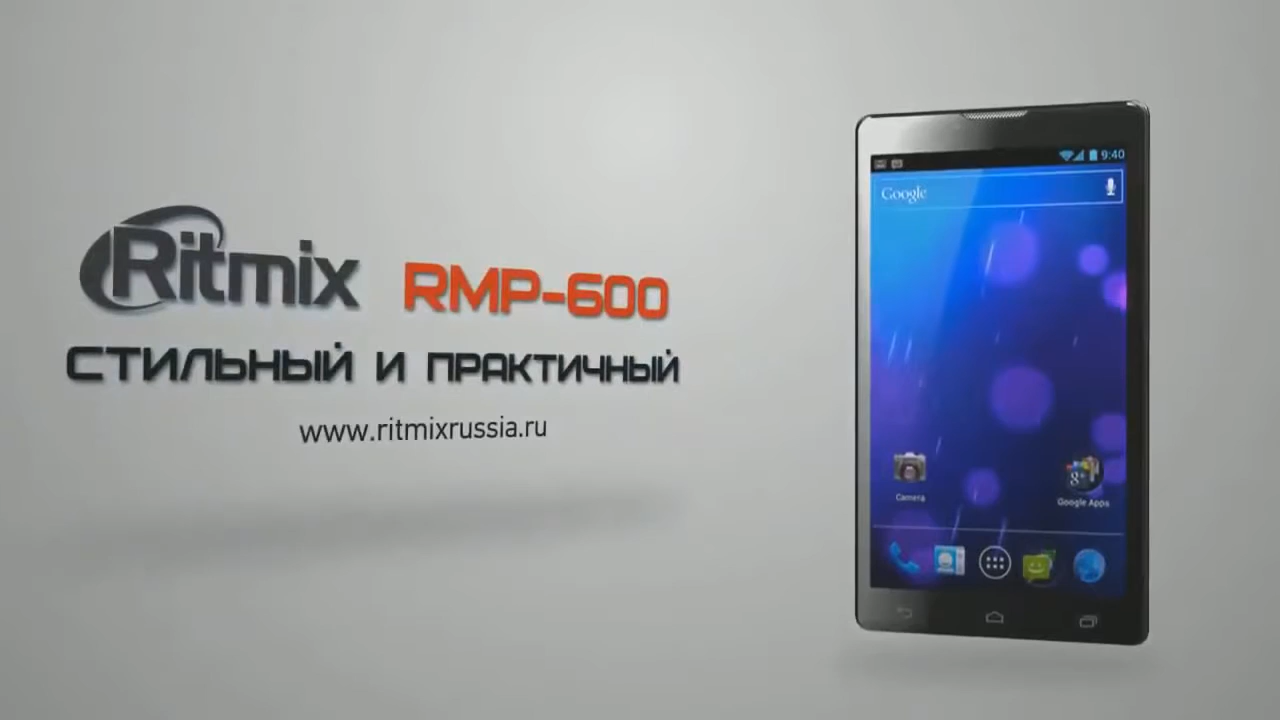 Ritmix RMP-600
СТИЛЬНЫЙ И ПРАКТИЧНЫЙ
www.ritmixrussia.ru
9:40
Google
Camera
Google Apps
g+